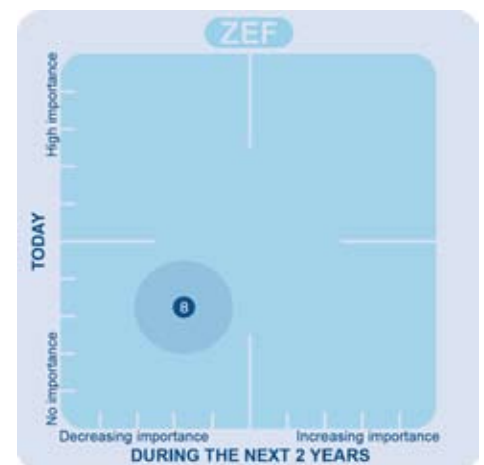 ZEF
High importance
TODAY
No importance
8
Decreasing importance Increasing importance
DURING THE NEXT 2 YEARS